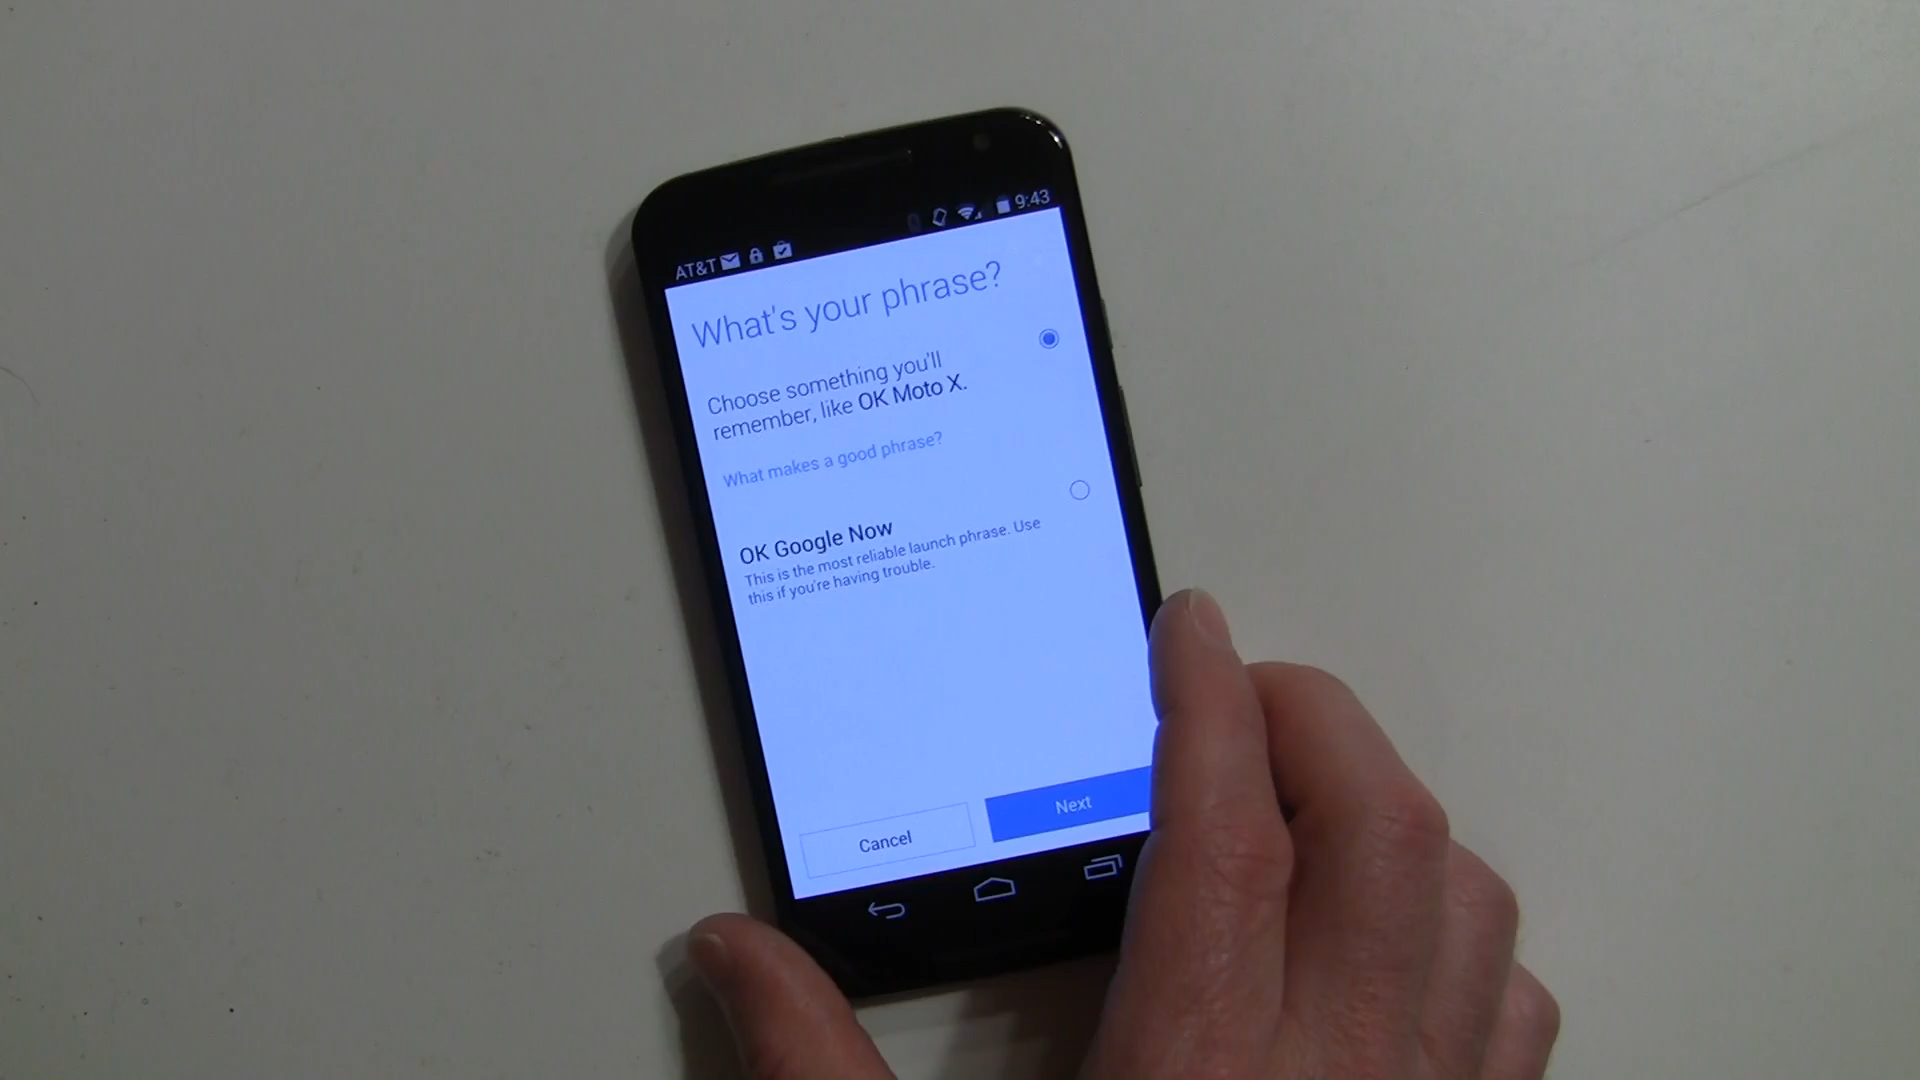 AT&T 9:43
What's your phrase?
Choose something you'll
remember, like OK Moto X.
What makes a good phrase?
OK Google Now
This is the most reliable launch phrase. Use
this if you're having trouble.
Cancel Next